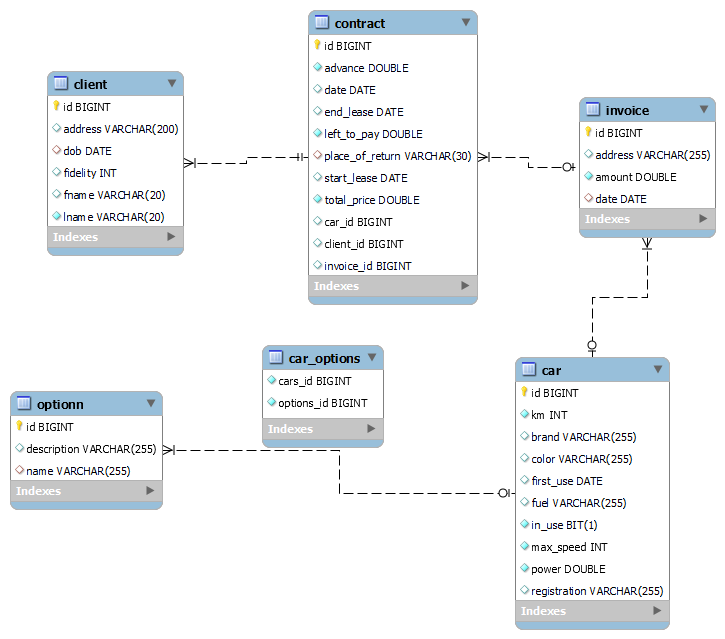 contract
id BIGINT
advance DOUBLE
date DATE
end_lease DATE
left_to_pay DOUBLE
place_of_return VARCHAR(30)
start_lease DATE
total_price DOUBLE
car_id BIGINT
client_id BIGINT
invoice_id BIGINT
Indexes
client
id BIGINT
address VARCHAR(200)
dob DATE
fidelity INT
fname VARCHAR(20)
lname VARCHAR(20)
Indexes
invoice
id BIGINT
address VARCHAR(255)
amount DOUBLE
date DATE
Indexes
car_options
cars_id BIGINT
options_id BIGINT
Indexes
optionn
id BIGINT
description VARCHAR(255)
name VARCHAR(255)
Indexes
car
id BIGINT
km INT
brand VARCHAR(255)
color VARCHAR(255)
first_use DATE
fuel VARCHAR(255)
in_use BIT(1)
max_speed INT
power DOUBLE
registration VARCHAR(255)
Indexes